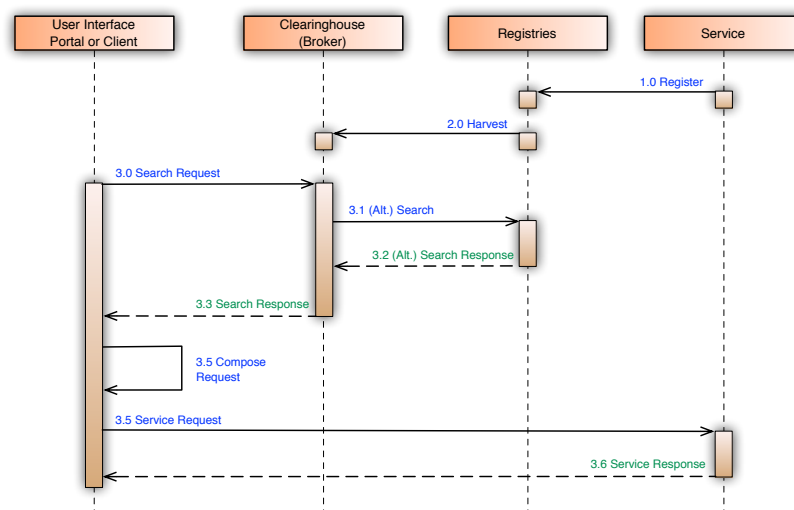 User Interface
Portal or Client
Clearinghouse
(Broker)
Registries
Service
1.0 Register
2.0 Harvest
3.0 Search Request
3.1 (Alt.) Search
3.2 (Alt.) Search Response
3.3 Search Response
3.5 Compose
Request
3.5 Service Request
3.6 Service Response